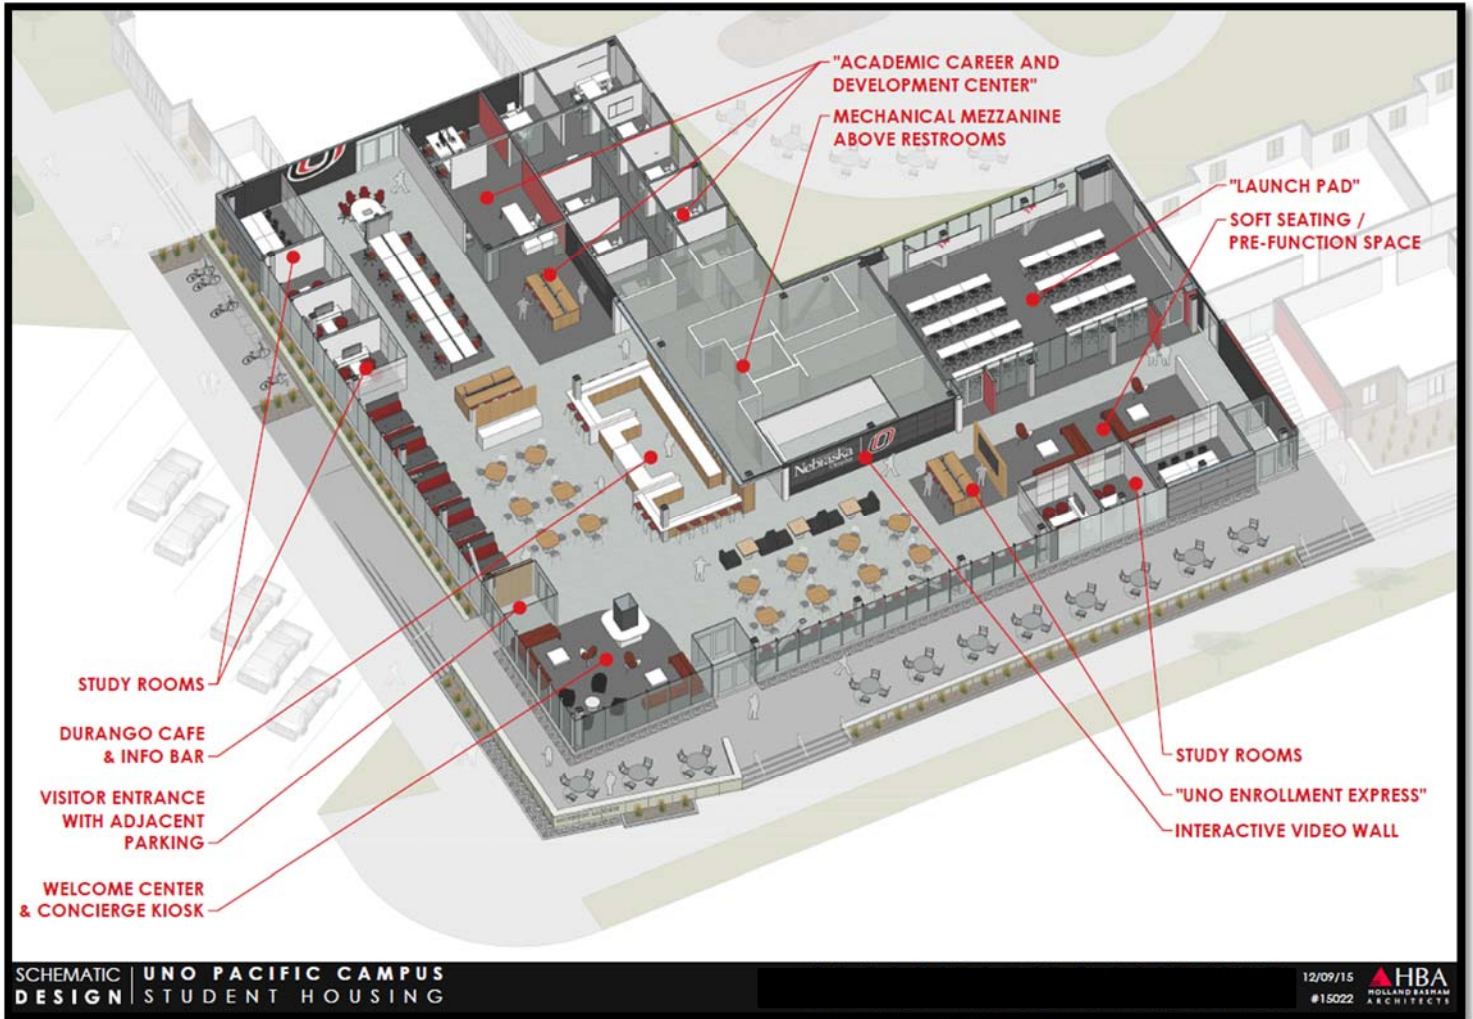 "ACADEMIC CAREER AND
DEVELOPMENT CENTER"
MECHANICAL MEZZANINE
ABOVE RESTROOMS
"LAUNCH PAD"
SOFT SEATING /
PRE-FUNCTION SPACE
Nebraska
STUDY ROOMS
DURANGO CAFE
& INFO BAR
VISITOR ENTRANCE
WITH ADJACENT
PARKING
WELCOME CENTER
& CONCIERGE KIOSK
STUDY ROOMS
"UNO ENROLLMENT EXPRESS"
INTERACTIVE VIDEO WALL
SCHEMATIC
DESIGN
UNO PACIFIC CAMPUS
STUDENT HOUSING
12/09/15
#15022
HBA
HOLLAND BASHAM
ARCHITECTS